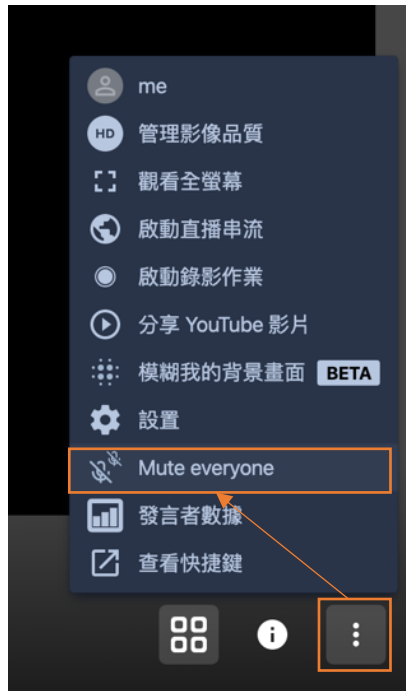 me
HD 管理影像品質
觀看全螢幕
啟動直播串流
啟動錄影作業
分享 YouTube 影片
模糊我的背景畫面 BETA
設置
Mute everyone
發言者數據
查看快捷鍵